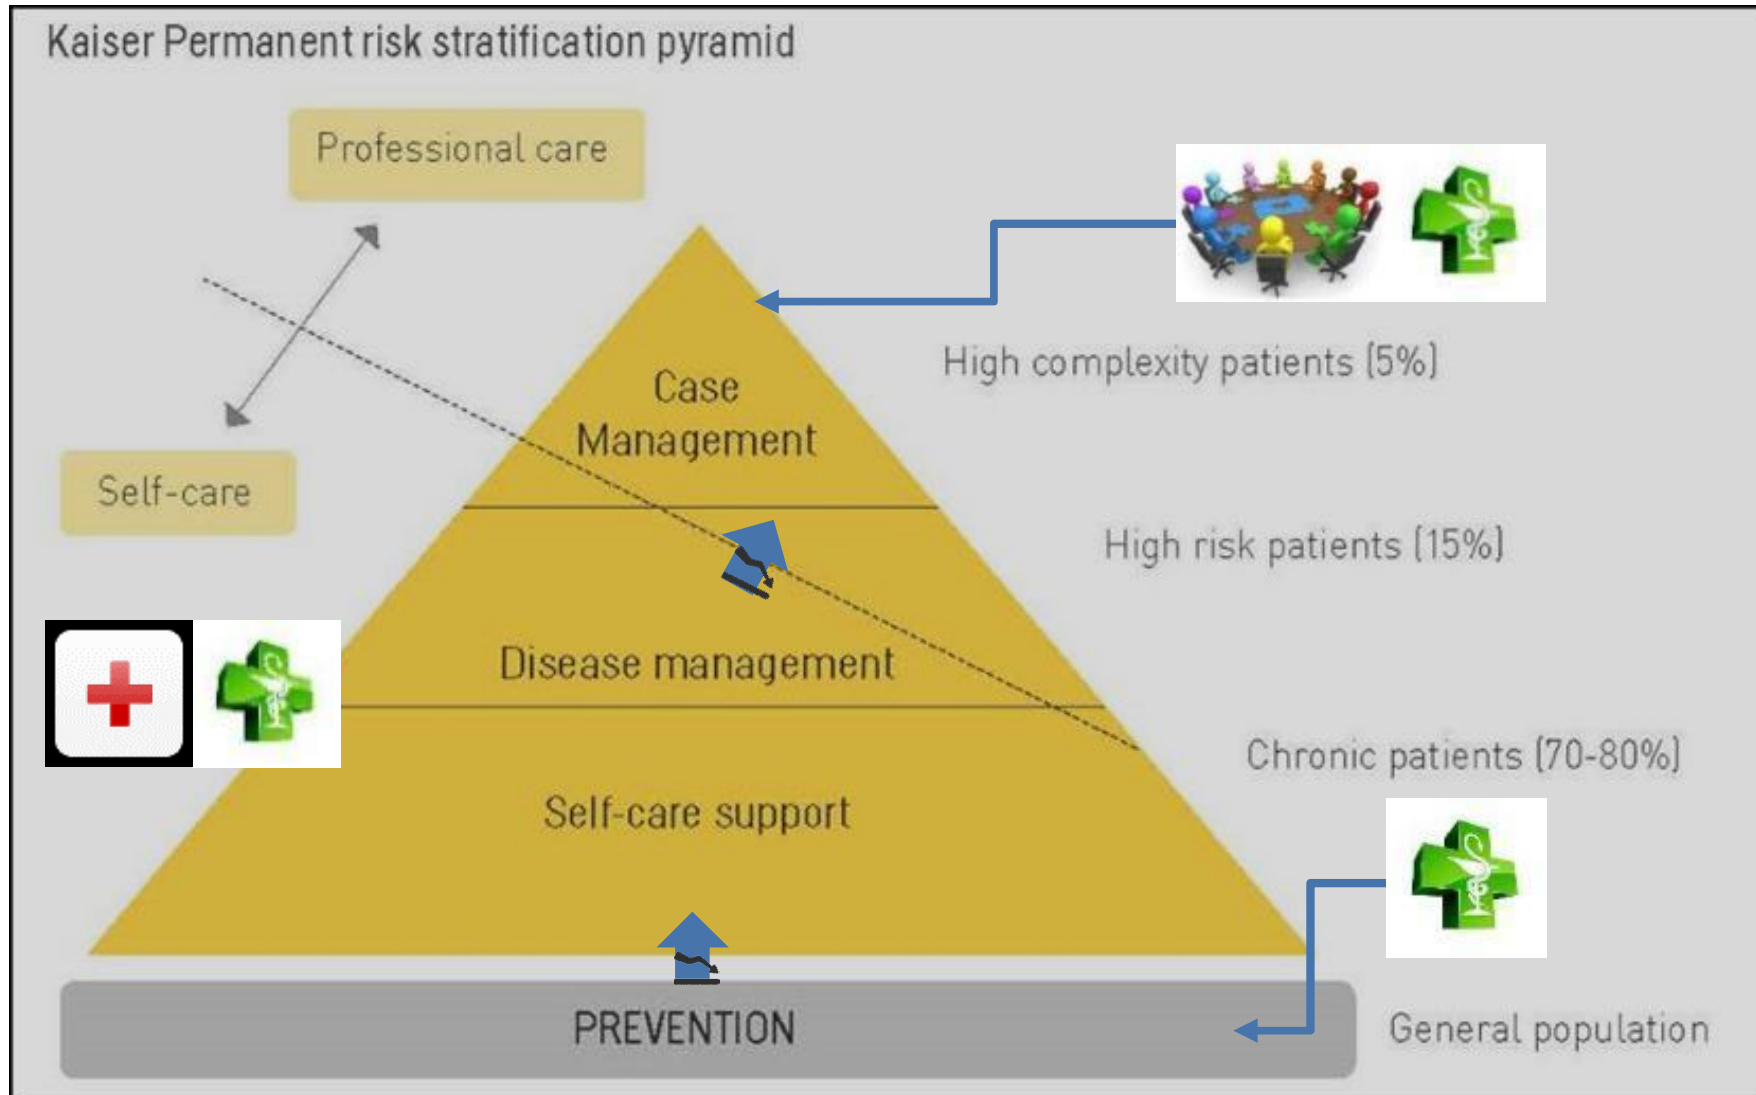 Kaiser Permanent risk stratification pyramid
Professional care
Self-care
Case
Management
High complexity patients (5%)
High risk patients (15%)
Disease management
Chronic patients (70-80%)
Self-care support
PREVENTION
General population